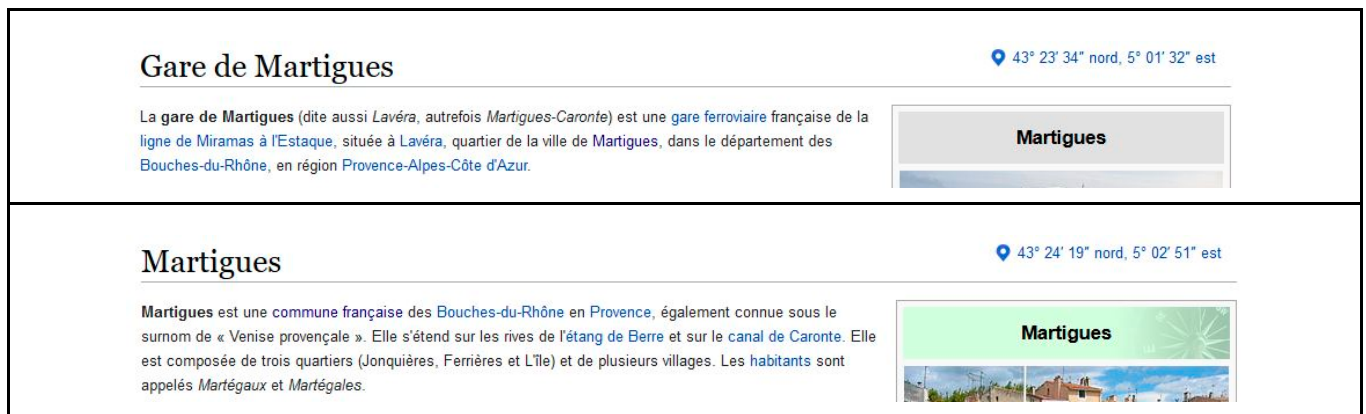 Gare de Martigues
43° 23′ 34″ nord, 5° 01′ 32″ est
La gare de Martigues (dite aussi Lavéra, autrefois Martigues-Caronte) est une gare ferroviaire française de la
ligne de Miramas à l'Estaque, située à Lavéra, quartier de la ville de Martigues, dans le département des
Bouches-du-Rhône, en région Provence-Alpes-Côte d'Azur.
Martigues
Martigues
43° 24′ 19″ nord, 5° 02′ 51″ est
Martigues est une commune française des Bouches-du-Rhône en Provence, également connue sous le
surnom de « Venise provençale ». Elle s'étend sur les rives de l'étang de Berre et sur le canal de Caronte. Elle
est composée de trois quartiers (Jonquières, Ferrières et L'île) et de plusieurs villages. Les habitants sont
appelés Martégaux et Martégales.
Martigues